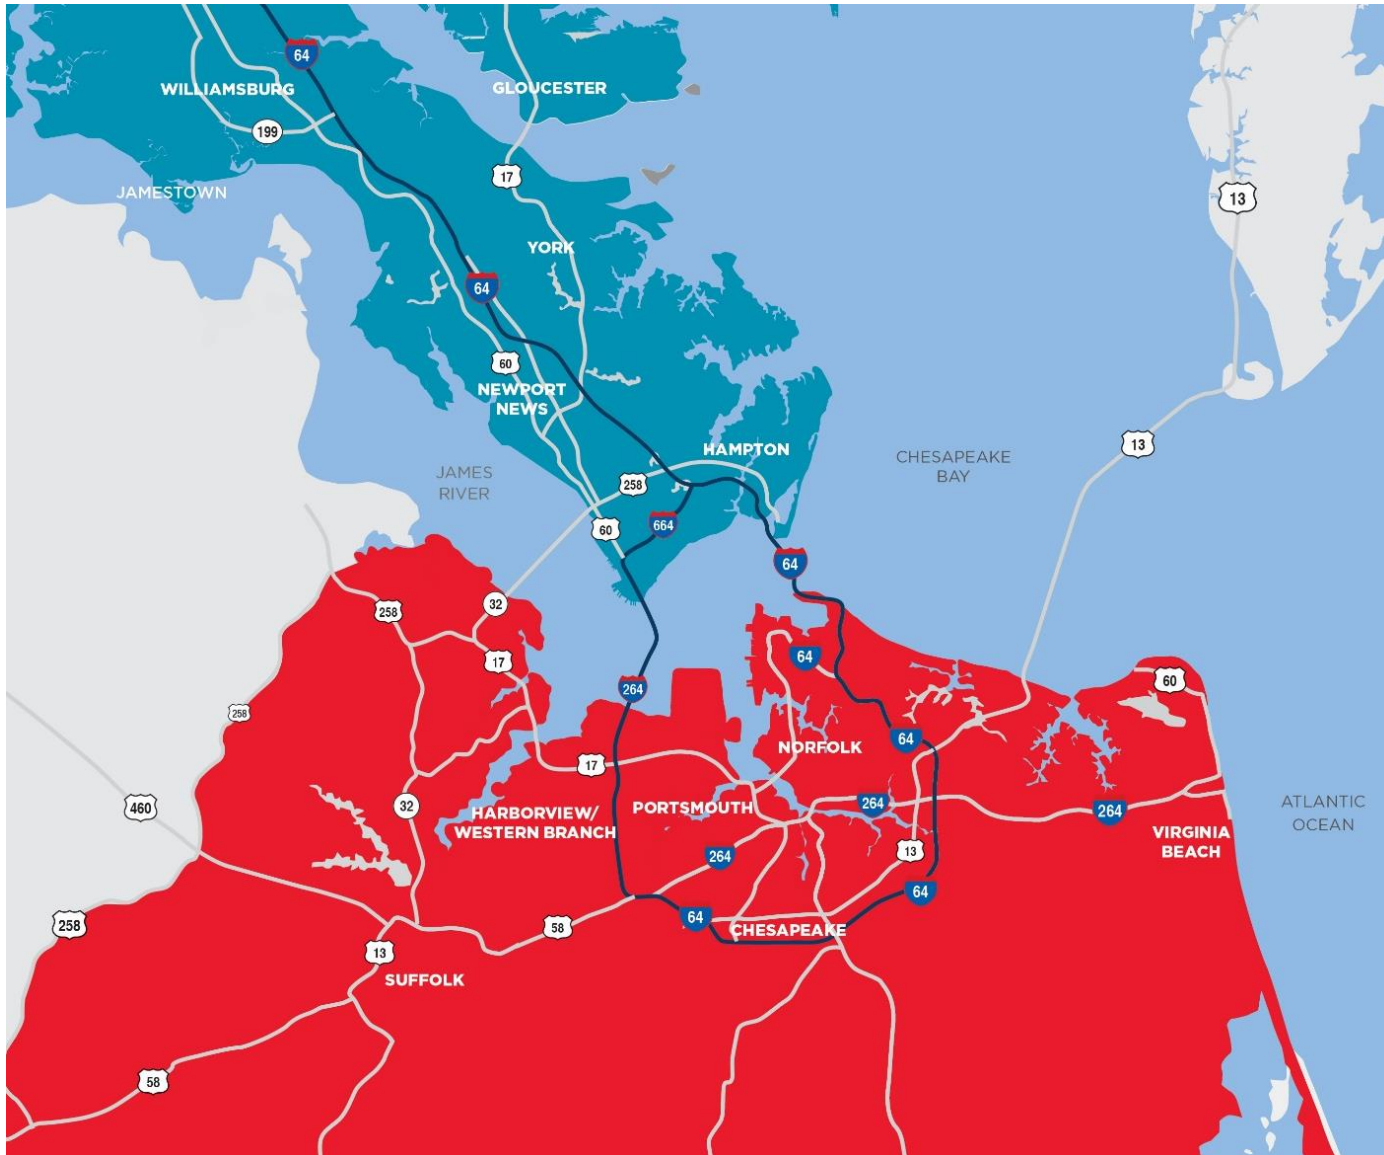 64
WILLIAMSBURG
GLOUCESTER
199
17
JAMESTOWN
13
YORK
64
60
NEWPORT
NEWS
13
HAMPTON
CHESAPEAKE
BAY
JAMES
RIVER
258
664
60
64
32
258
64
17
60
264
258
64
NORFOLK
17
460
32
HARBORVIEW/
WESTERN BRANCH
PORTSMOUTH
264
264
ATLANTIC
OCEAN
VIRGINIA
BEACH
264
13
64
258
58
64
CHESAPEAKE
13
SUFFOLK
58